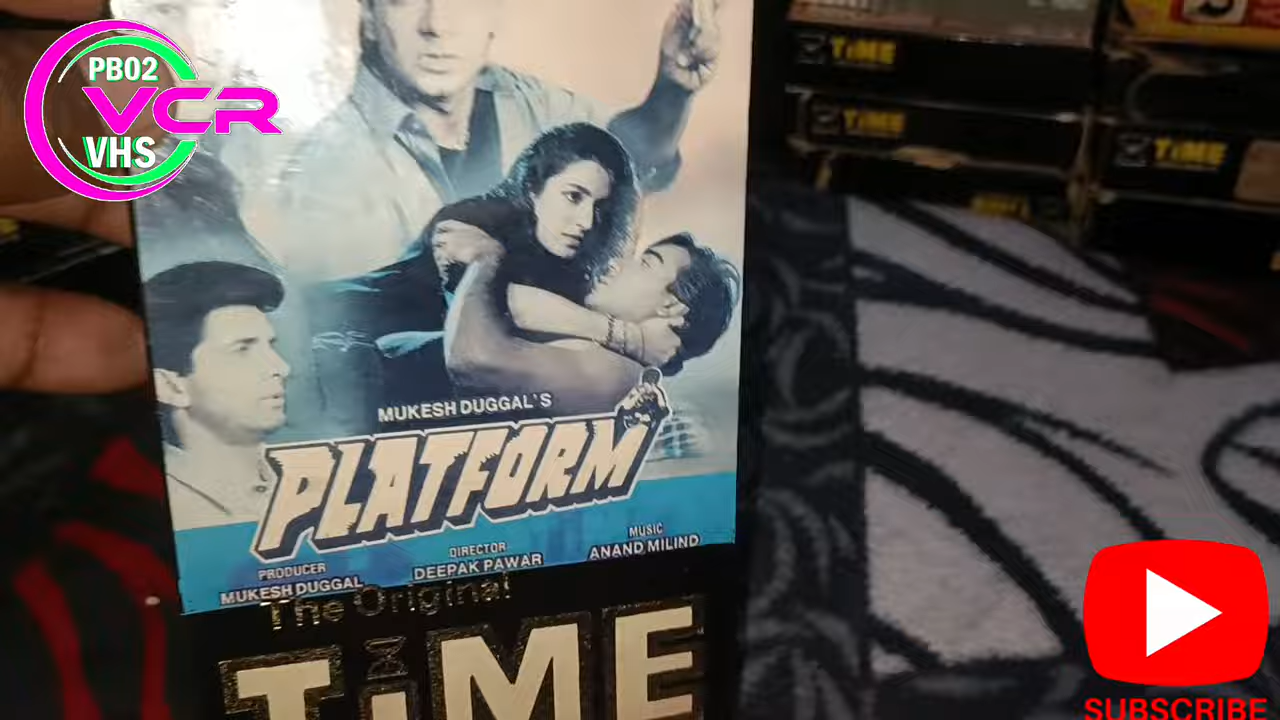 PB02
VCR
VHS
TiME
TiME
TiME
MUKESH DUGGAL'S
PLATFORM
PRODUCER
MUKESH DUGGAL
DIRECTOR
DEEPAK PAWAR
MUSIC
ANAND MILIND
The Original
TiME
SUBSCRIBE